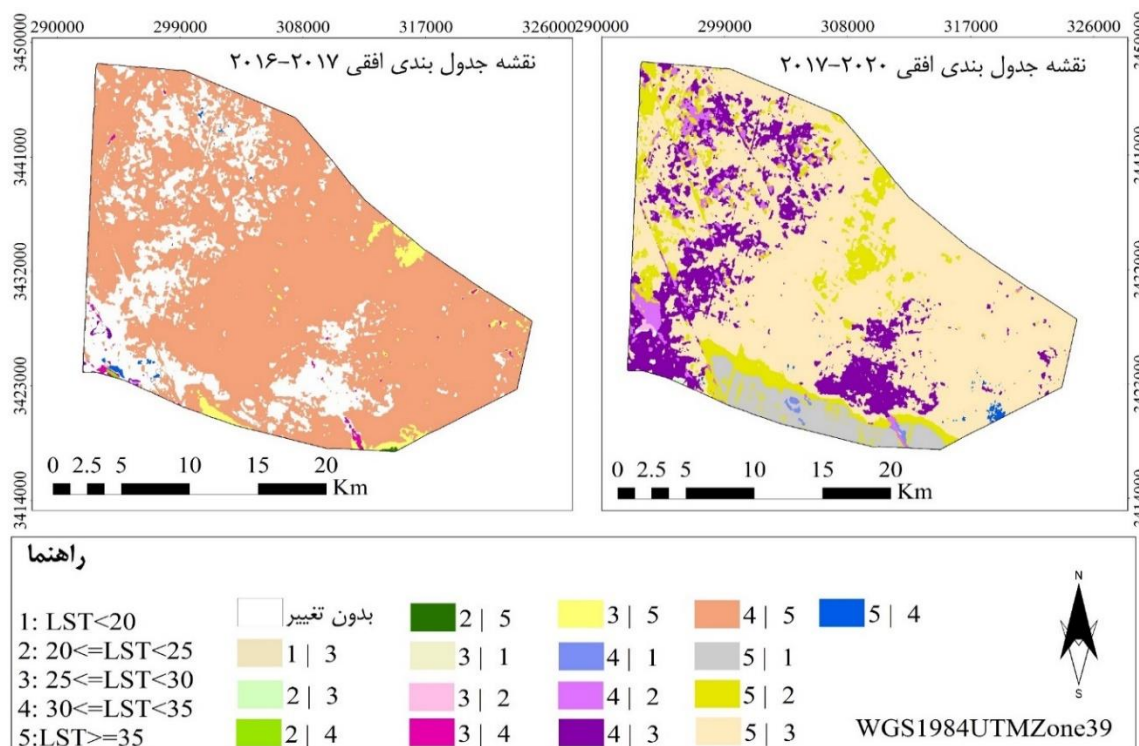 290000 299000 308000 317000 326000 290000 299000 308000 317000 326000
نقشه جدول بندی افقی ۲۰۱۷-۲۰۱۶
نقشه جدول بندی افقی ۲۰۲۰-۲۰۱۷
3450000
3441000
3432000
3423000
3414000
3450000
3441000
3432000
3423000
3414000
0 2.5 5 10 15 20
Km
0 2.5 5 10 15 20
Km
راهنما
1: LST<20
2: 20<=LST<25
3: 25<=LST<30
4: 30<=LST<35
5:LST>=35
بدون تغییر
1 | 3
2 | 3
2 | 4
2 | 5
3 | 1
3 | 2
3 | 4
3 | 5
4 | 1
4 | 2
4 | 3
4 | 5
5 | 1
5 | 2
5 | 3
5 | 4
N
S
WGS1984UTMZone39